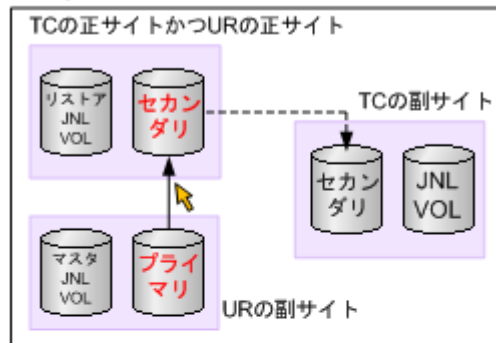 TCの正サイトかつURの正サイト
リストア
JNL
VOL
セカン
ダリ
TCの副サイト
セカン
ダリ
JNL
VOL
マスタ
JNL
VOL
プライ
マリ
URの副サイト